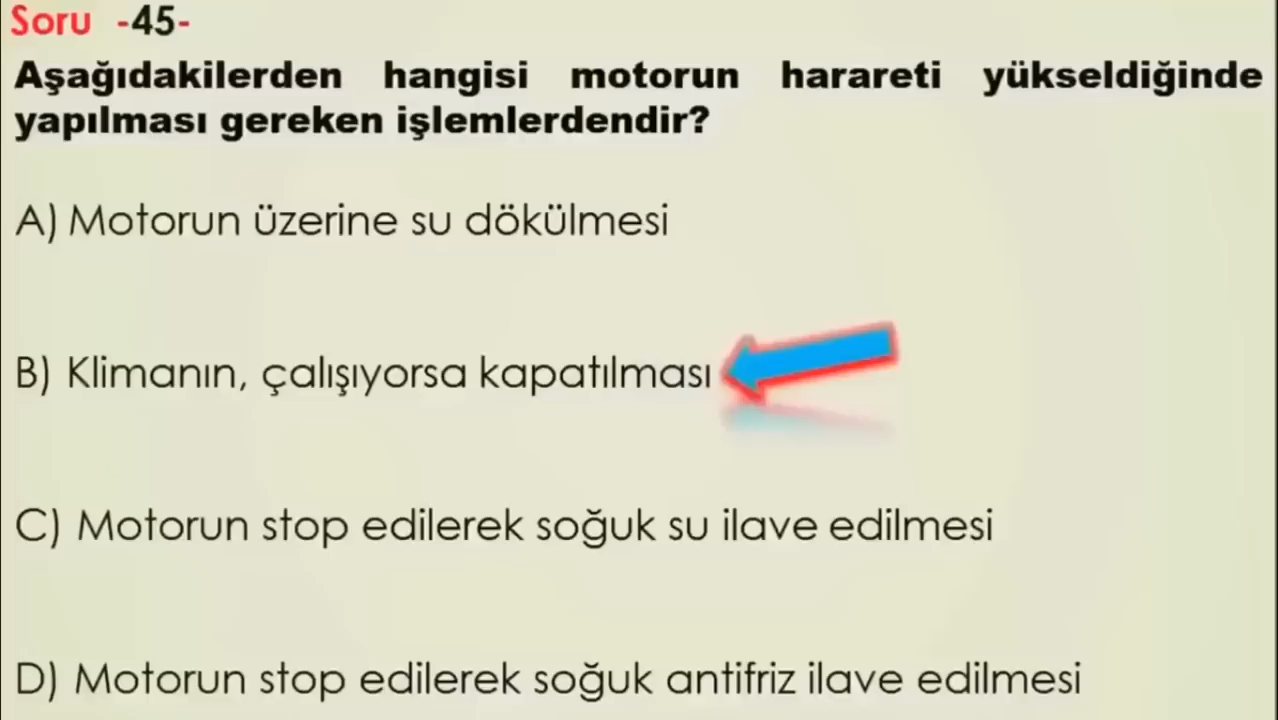 Soru -45-
Aşağıdakilerden hangisi motorun harareti yükseldiğinde
yapılması gereken işlemlerdendir?
A) Motorun üzerine su dökülmesi
B) Klimanın, çalışıyorsa kapatılması
C) Motorun stop edilerek soğuk su ilave edilmesi
D) Motorun stop edilerek soğuk antifriz ilave edilmesi